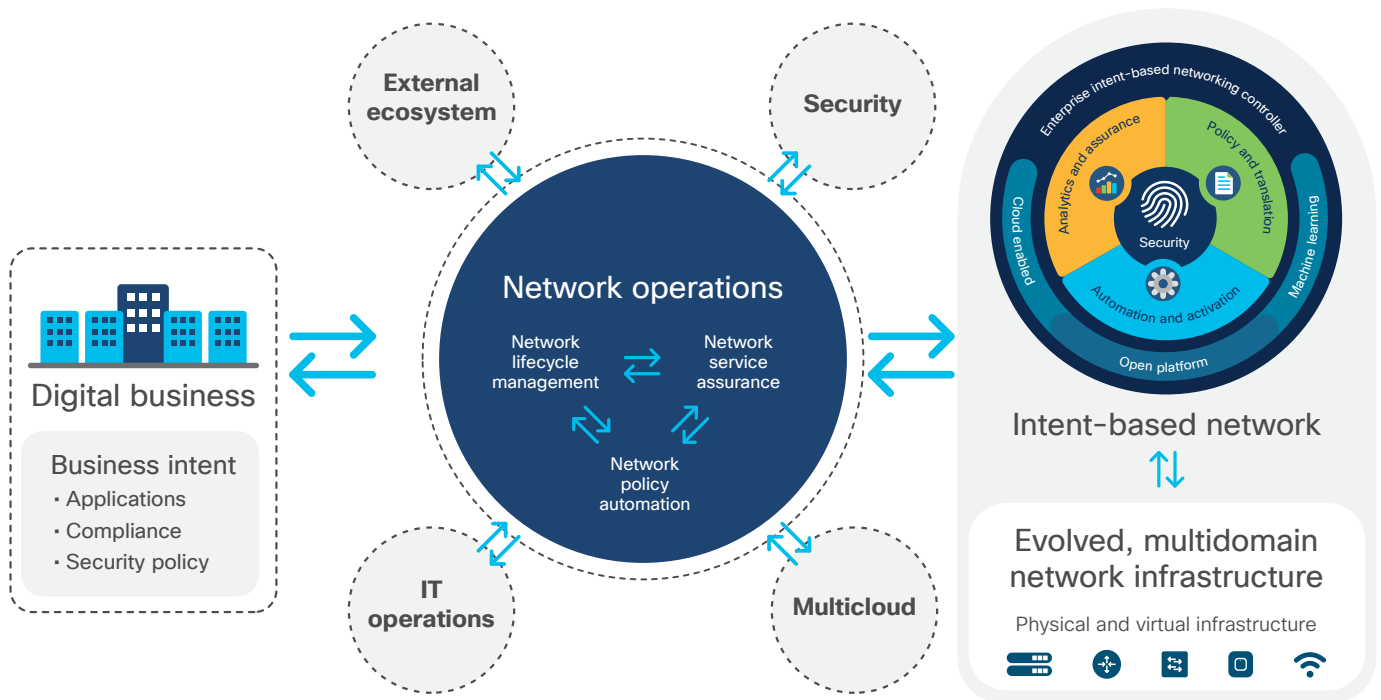 Digital business
Business intent
· Applications
· Compliance
· Security policy
External
ecosystem
Security
Network operations
Network
lifecycle
management
Network
service
assurance
Network
policy
automation
IT
operations
Multicloud
Enterprise intent-based networking controller
Analytics and assurance
Policy and translation
Security
Automation and activation
Cloud enabled
Open platform
Machine learning
Intent-based network
Evolved, multidomain
network infrastructure
Physical and virtual infrastructure